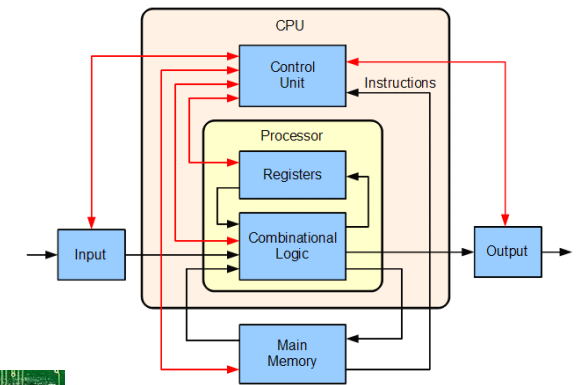 CPU
Control
Unit
Instructions
Processor
Registers
Combinational
Logic
Input
Output
Main
Memory